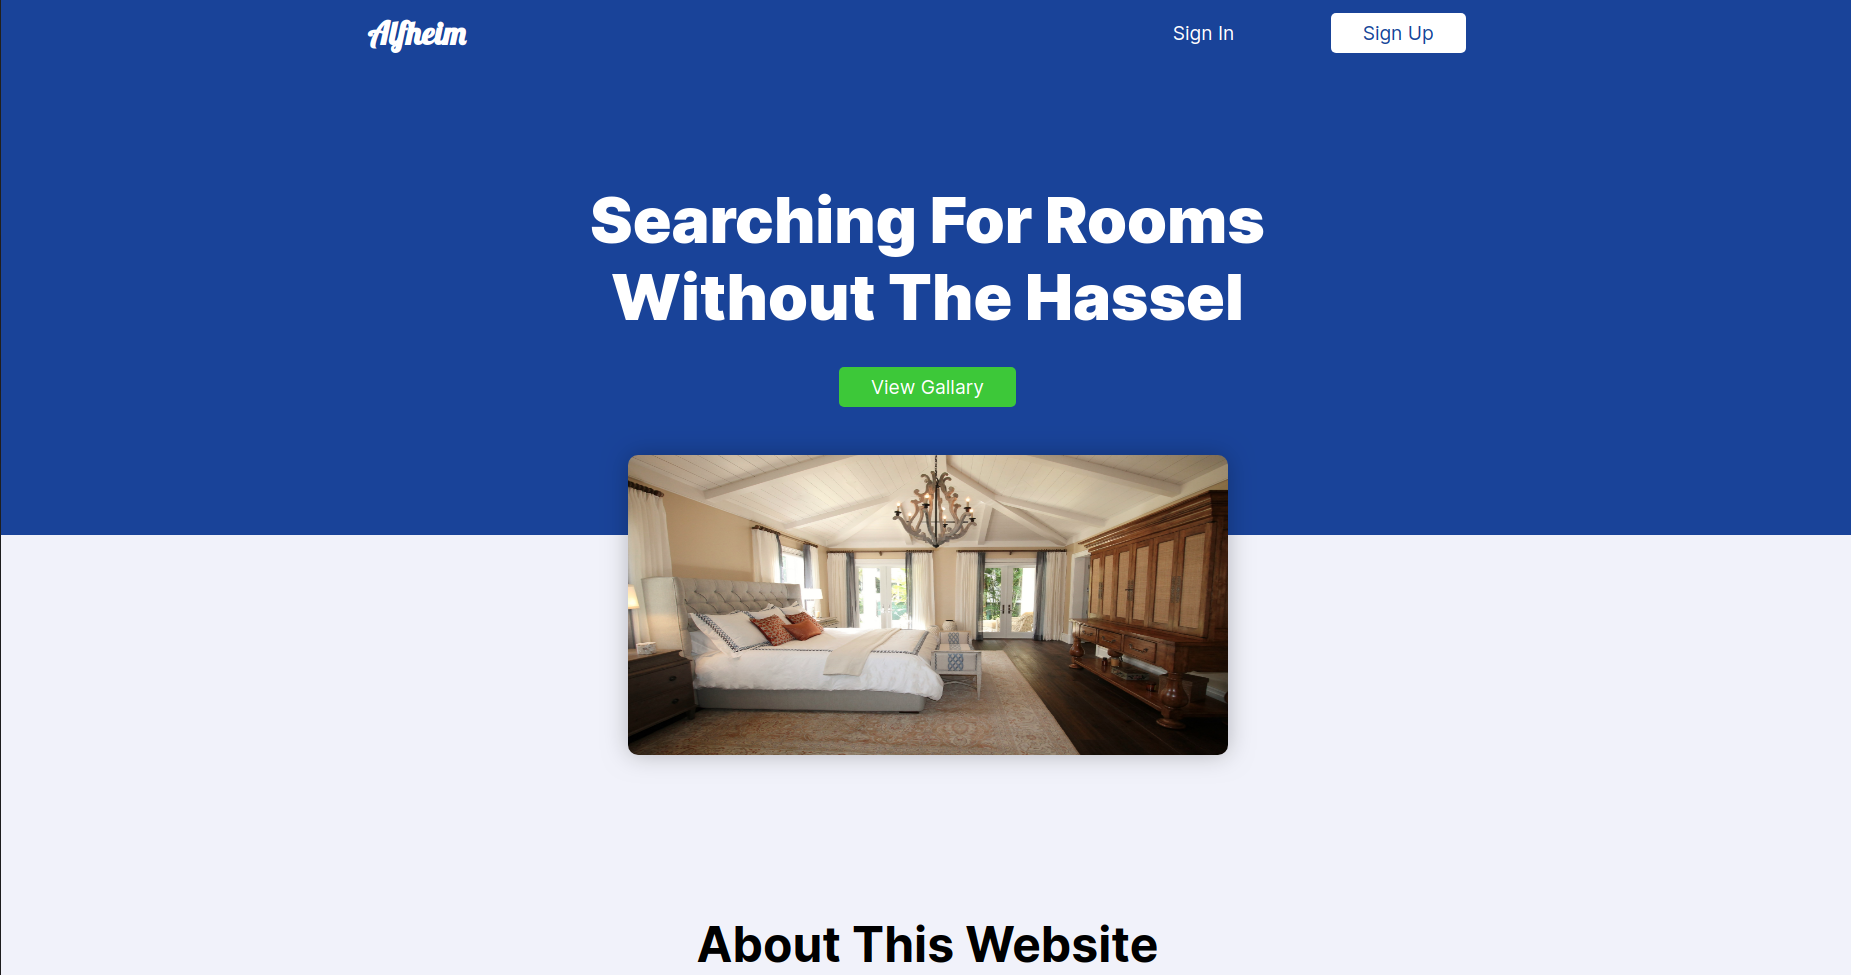 Alfheim
Sign In
Sign Up
Searching For Rooms
Without The Hassel
View Gallary
About This Website